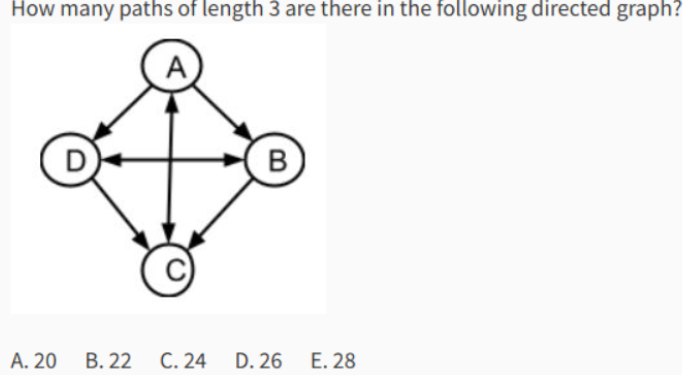 How many paths of length 3 are there in the following directed graph?
A
D B
C
A. 20 B. 22 C. 24 D. 26 E. 28